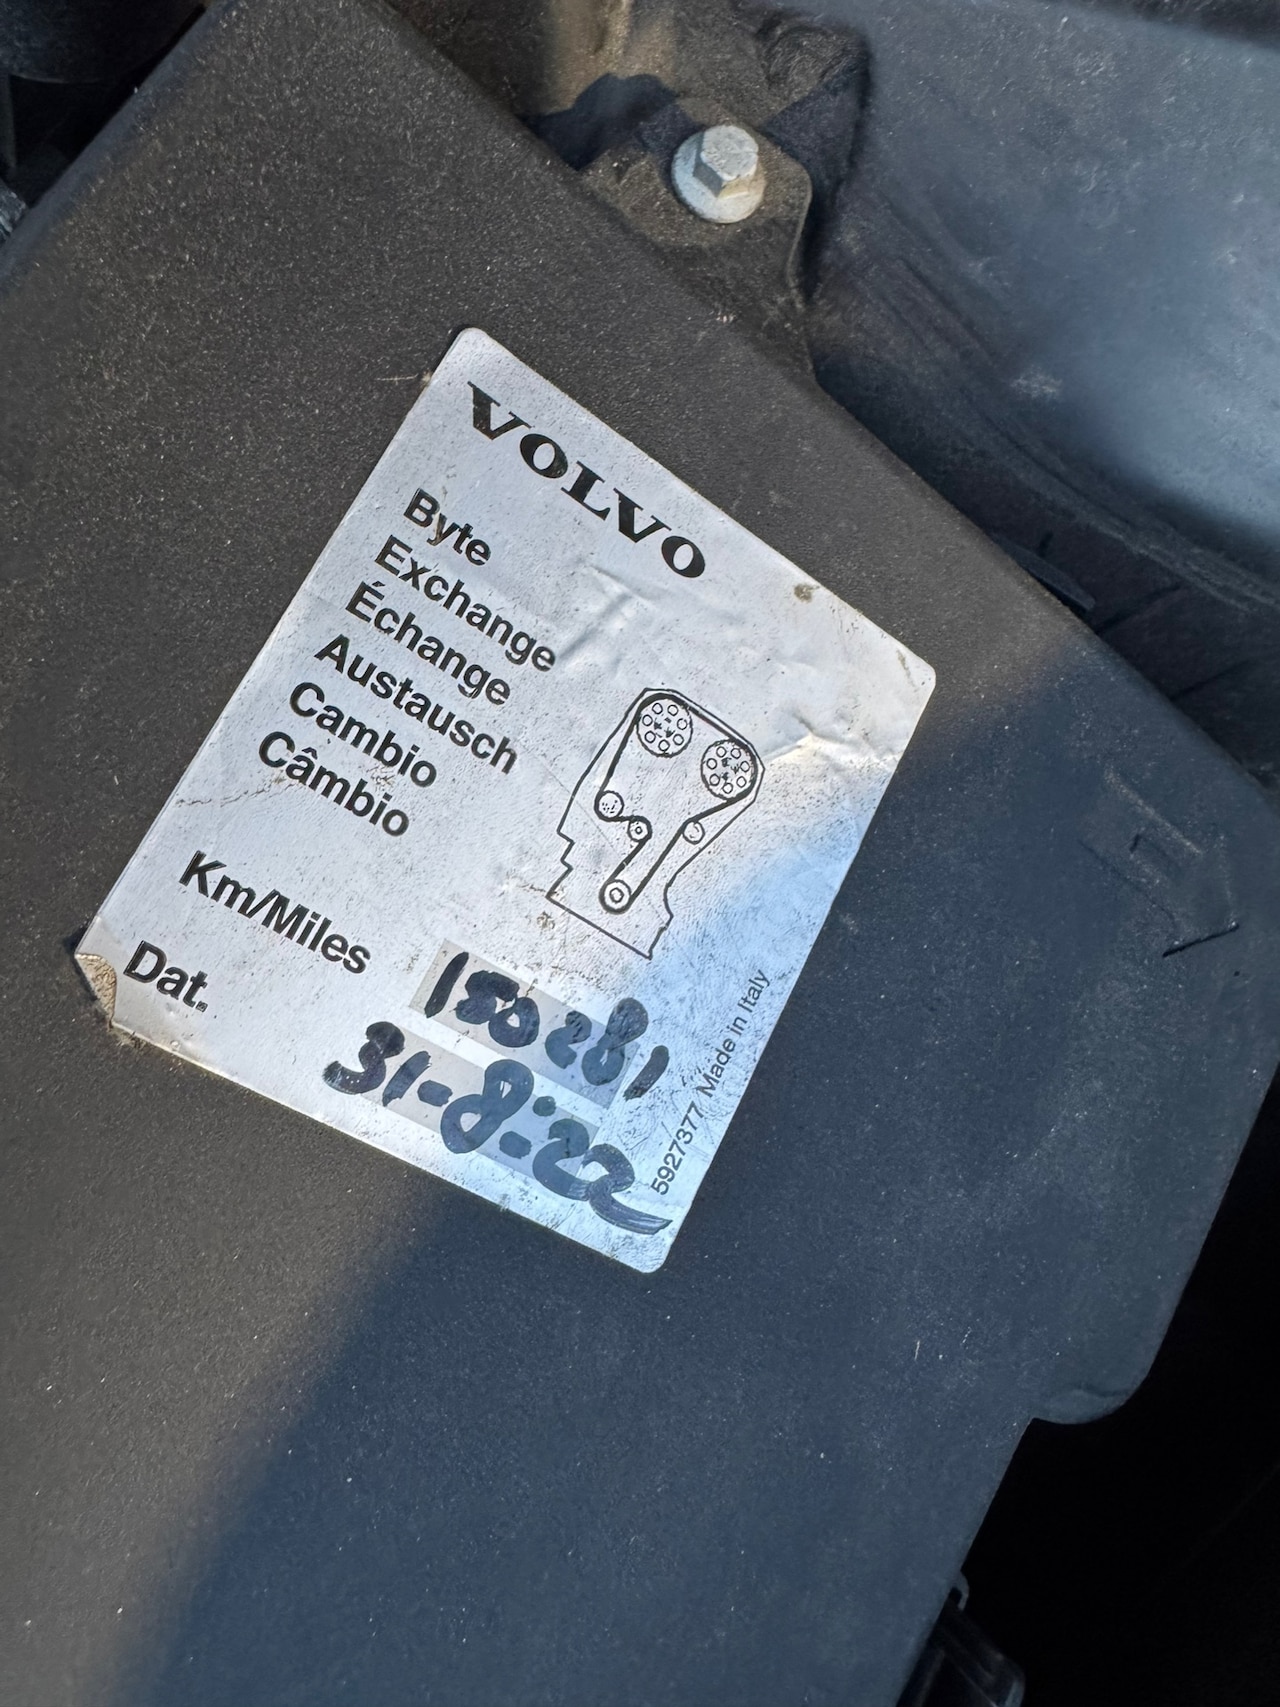 VOLVO
Byte
Exchange
Échange
Austausch
Cambio
Câmbio
Km/Miles 150281
Dat. 31-8-22
5927377 Made in Italy